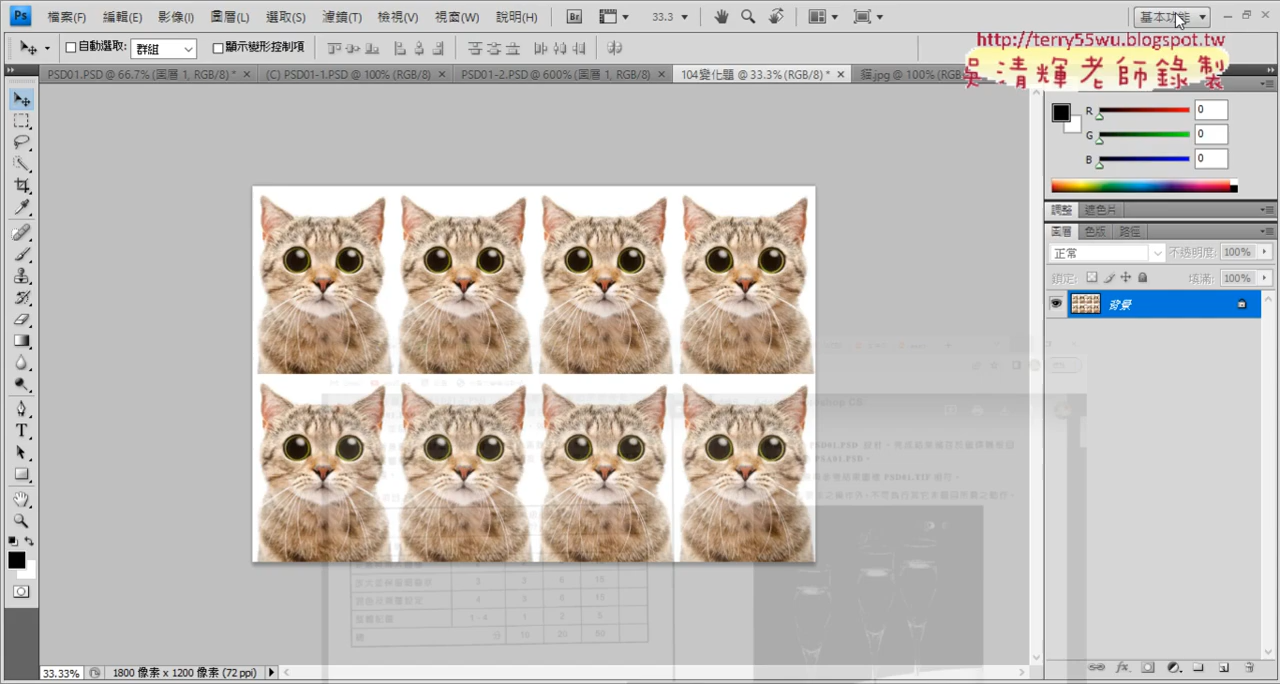 Ps 檔案(F) 編輯(E) 影像(I) 圖層(L) 選取(S) 濾鏡(T) 檢視(V) 視窗(W) 說明(H) Br 33.3 基本功能
自動選取: 群組 顯示變形控制項
http://terry55wu.blogspot.tw
吳清輝老師錄製
PSD01.PSD @ 66.7% (圖層 1, RGB/8) * × (C) PSD01-1.PSD @ 100% (RGB/8) × PSD01-2.PSD @ 600% (圖層 1, RGB/8) × 104變化題 @ 33.3% (RGB/8) * × 貓.jpg @ 100% (RGB/
R 0
G 0
B 0
調整 遮色片
圖層 色版 路徑
正常 不透明度: 100%
鎖定: 填滿: 100%
背景
T
33.33% 1800 像素 x 1200 像素 (72 ppi)